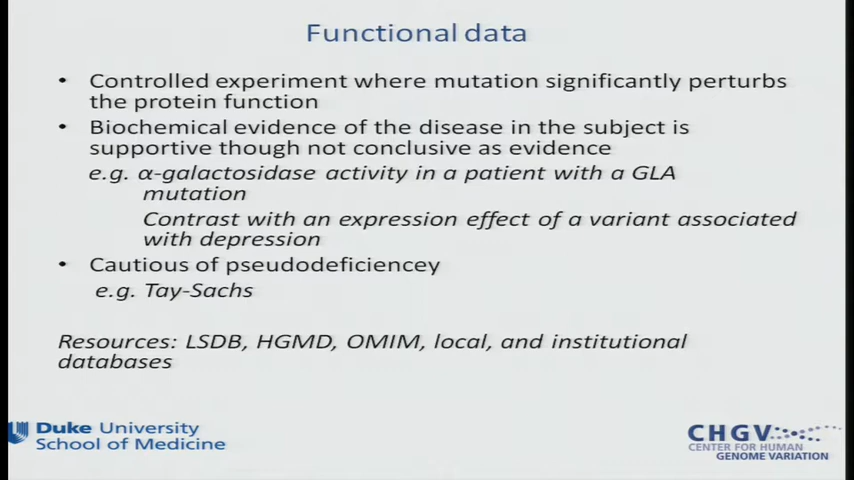 Functional data
• Controlled experiment where mutation significantly perturbs
the protein function
• Biochemical evidence of the disease in the subject is
supportive though not conclusive as evidence
e.g. α-galactosidase activity in a patient with a GLA
mutation
Contrast with an expression effect of a variant associated
with depression
• Cautious of pseudodeficiencey
e.g. Tay-Sachs
Resources: LSDB, HGMD, OMIM, local, and institutional
databases
Duke University
School of Medicine
CHGV
CENTER FOR HUMAN
GENOME VARIATION